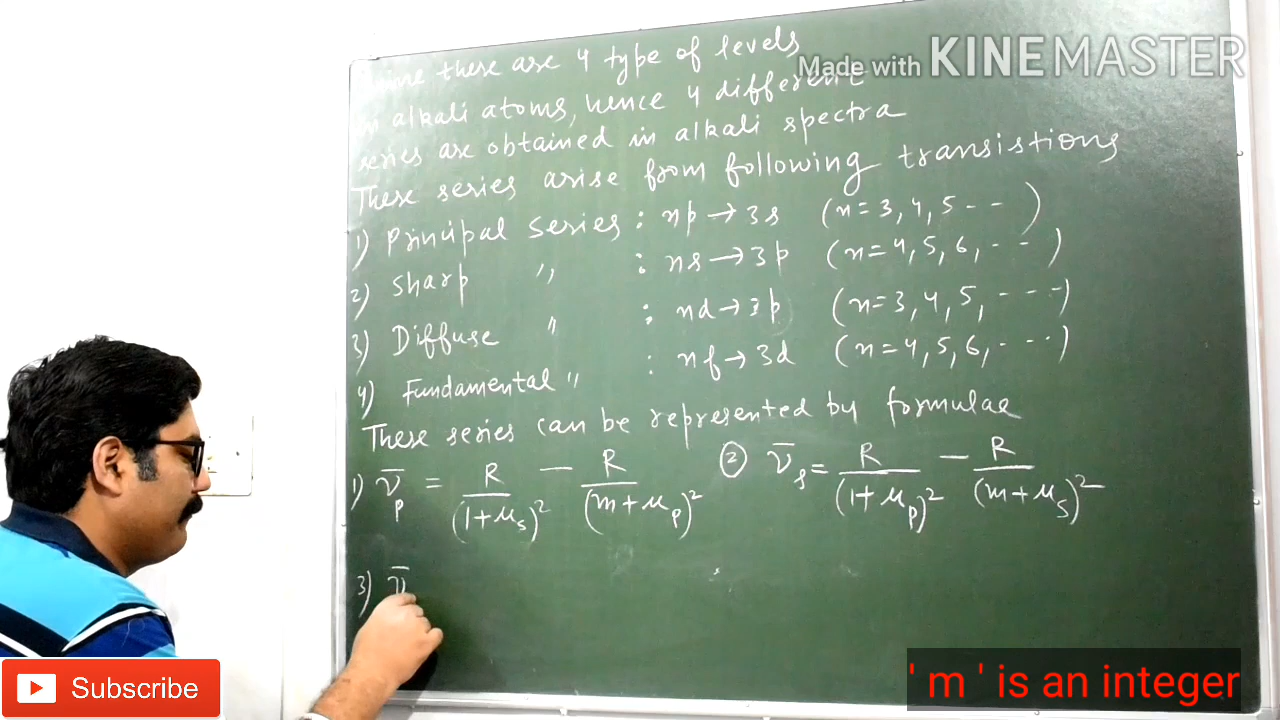 there are 4 type of levels
Made with KINEMASTER
in alkali atoms, hence 4 different
series are obtained in alkali spectra
These series arise from following transistions
1) Principal series : np → 3s (n = 3, 4, 5 - - )
2) Sharp " : ns → 3p (n = 4, 5, 6, - - )
3) Diffuse " : nd → 3p (n = 3, 4, 5, - - - )
4) Fundamental " : nf → 3d (n = 4, 5, 6, - - - )
These series can be represented by formulae
1) ν̄p = R/(1+μs)² − R/(m+μp)² ② ν̄s = R/(1+μp)² − R/(m+μs)²
3) ν̄
Subscribe
' m ' is an integer